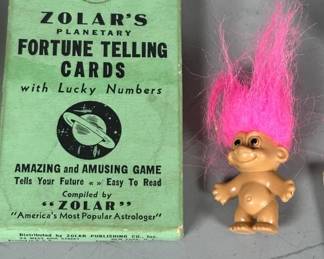 ZOLAR'S
PLANETARY
FORTUNE TELLING
CARDS
with Lucky Numbers
AMAZING and AMUSING GAME
Tells Your Future «» Easy To Read
Compiled by
"ZOLAR"
"America's Most Popular Astrologer"
Distributed by ZOLAR PUBLISHING CO., Inc.